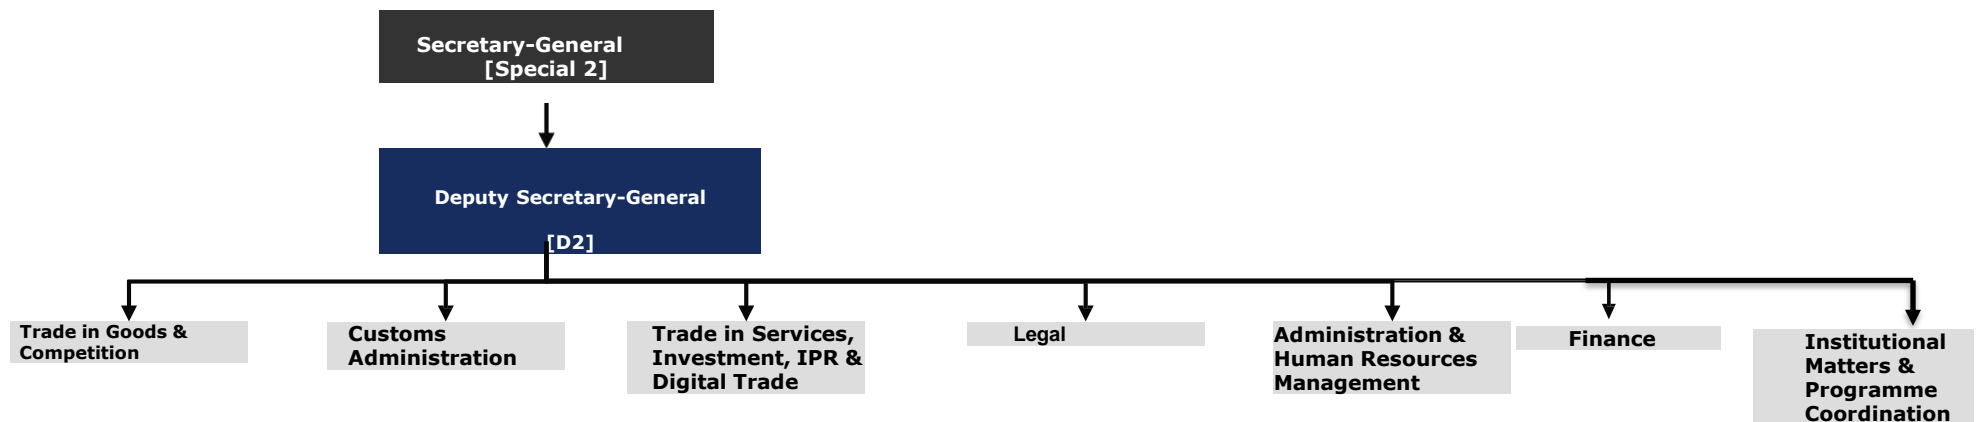 Secretary-General
[Special 2]
Deputy Secretary-General
[D2]
Trade in Goods &
Competition
Customs
Administration
Trade in Services,
Investment, IPR &
Digital Trade
Legal
Administration &
Human Resources
Management
Finance
Institutional
Matters &
Programme
Coordination